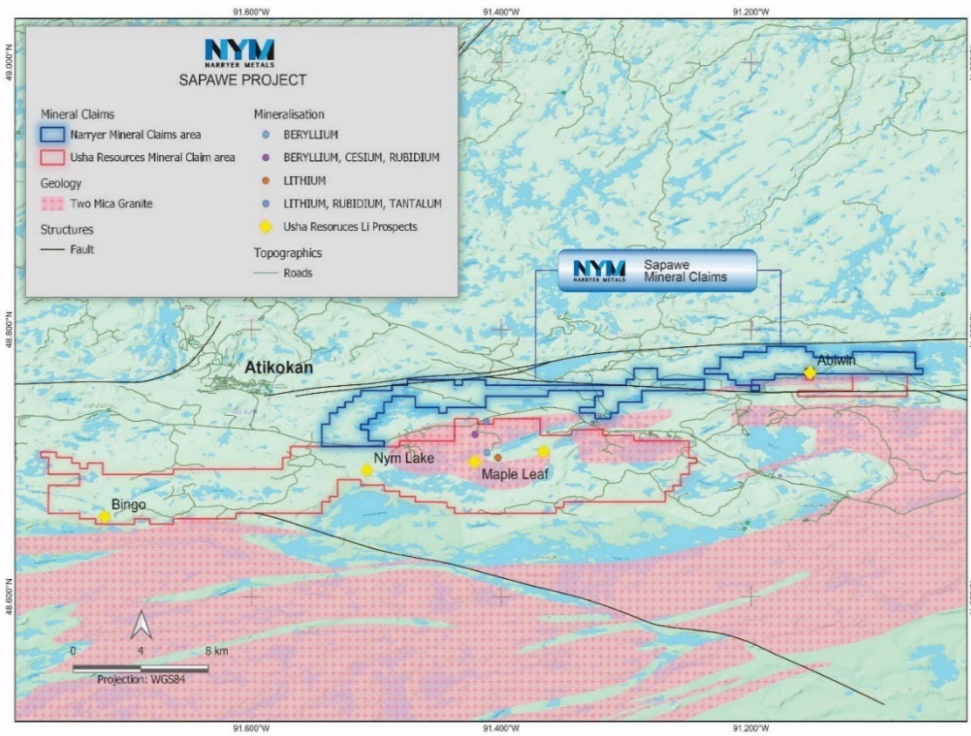 91.600°W
91.400°W
91.200°W
49.000°N
48.800°N
48.600°N
NYM
NARRYER METALS
SAPAWE PROJECT
Mineral Claims
Narryer Mineral Claims area
Usha Resources Mineral Claim area
Geology
Two Mica Granite
Structures
Fault
Mineralisation
BERYLLIUM
BERYLLIUM, CESIUM, RUBIDIUM
LITHIUM
LITHIUM, RUBIDIUM, TANTALUM
Usha Resoruces Li Prospects
Topographics
Roads
NYM
NARRYER METALS
Sapawe
Mineral Claims
Abiwin
Atikokan
Nym Lake
Maple Leaf
Bingo
0 4 8 km
Projection: WGS84
91.600°W
91.400°W
91.200°W